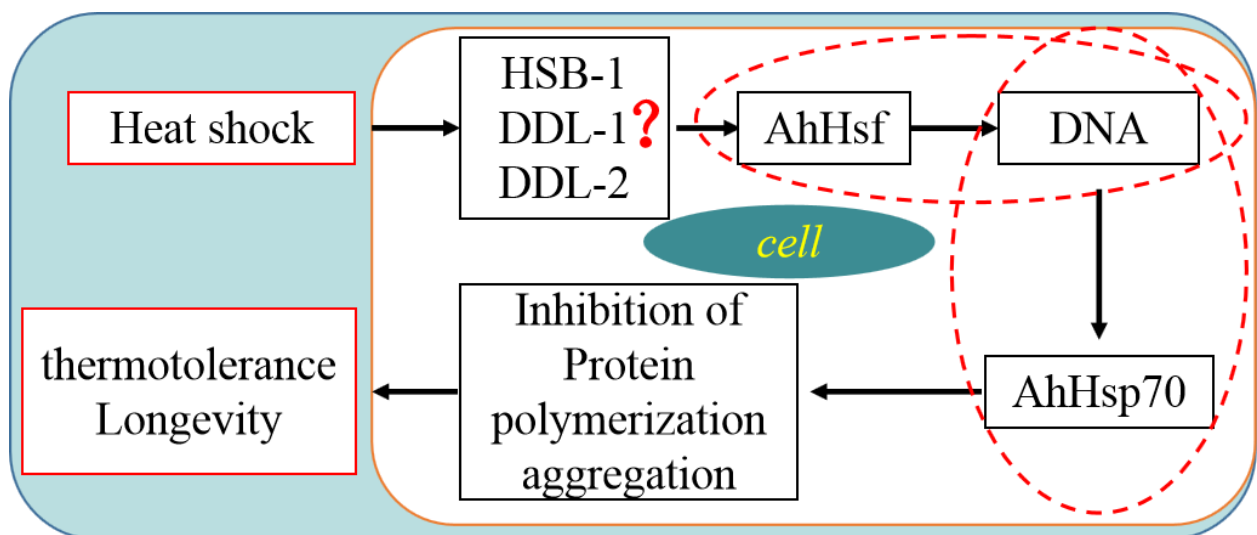 Heat shock
HSB-1
DDL-1?
DDL-2
AhHsf
DNA
cell
thermotolerance
Longevity
Inhibition of
Protein
polymerization
aggregation
AhHsp70